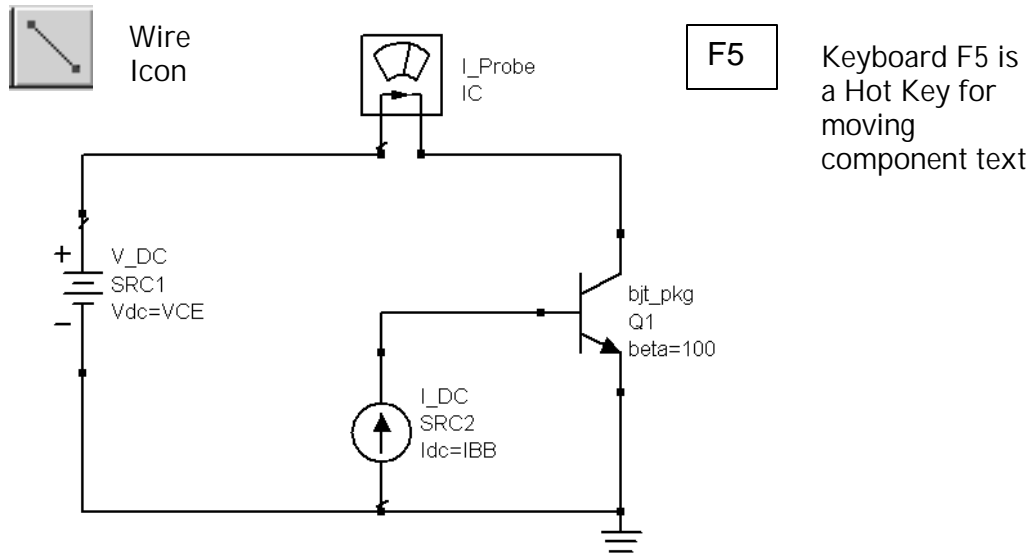 Wire
Icon
I_Probe
IC
F5
Keyboard F5 is
a Hot Key for
moving
component text
+
V_DC
SRC1
Vdc=VCE
–
bjt_pkg
Q1
beta=100
I_DC
SRC2
Idc=IBB